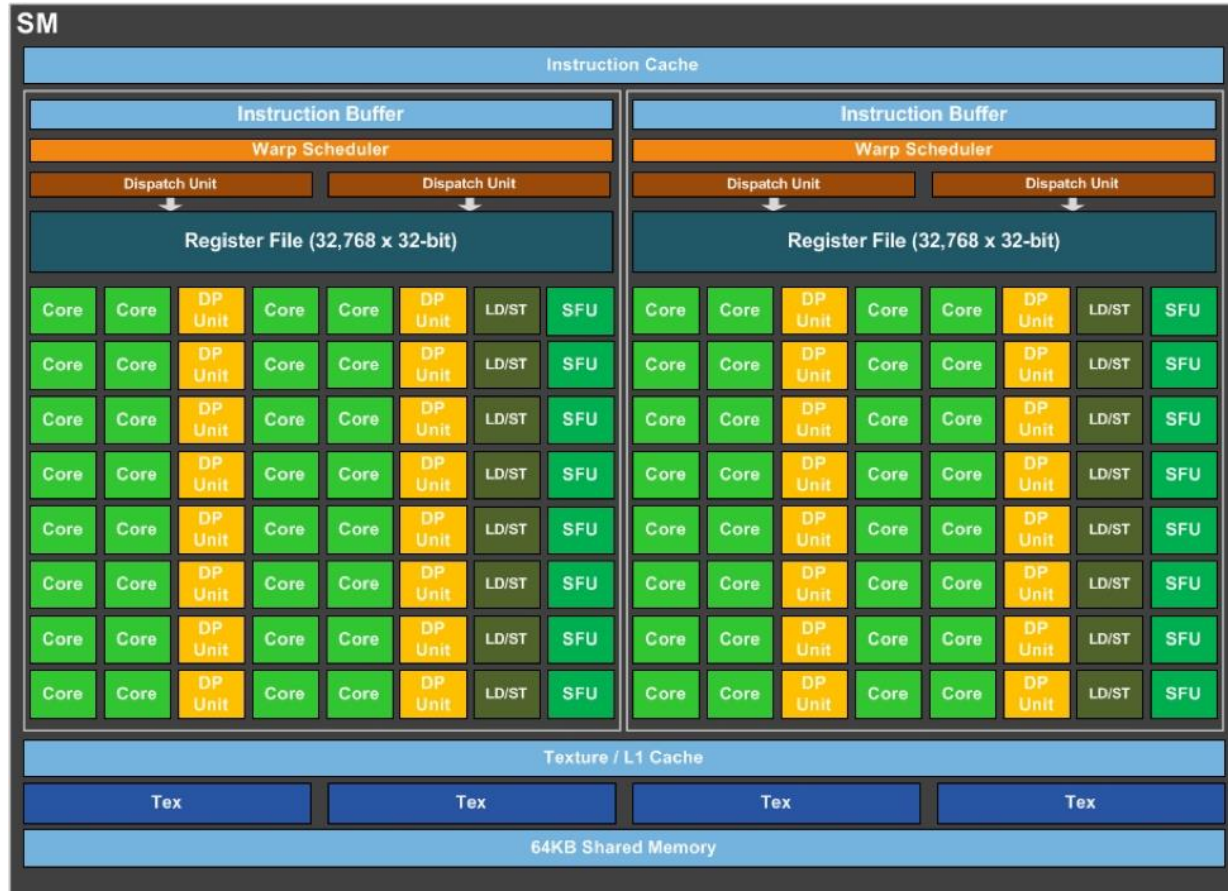 SM
Instruction Cache
Instruction Buffer Instruction Buffer
Warp Scheduler Warp Scheduler
Dispatch Unit Dispatch Unit Dispatch Unit Dispatch Unit
Register File (32,768 x 32-bit) Register File (32,768 x 32-bit)
Core Core DP Unit Core Core DP Unit LD/ST SFU Core Core DP Unit Core Core DP Unit LD/ST SFU
Core Core DP Unit Core Core DP Unit LD/ST SFU Core Core DP Unit Core Core DP Unit LD/ST SFU
Core Core DP Unit Core Core DP Unit LD/ST SFU Core Core DP Unit Core Core DP Unit LD/ST SFU
Core Core DP Unit Core Core DP Unit LD/ST SFU Core Core DP Unit Core Core DP Unit LD/ST SFU
Core Core DP Unit Core Core DP Unit LD/ST SFU Core Core DP Unit Core Core DP Unit LD/ST SFU
Core Core DP Unit Core Core DP Unit LD/ST SFU Core Core DP Unit Core Core DP Unit LD/ST SFU
Core Core DP Unit Core Core DP Unit LD/ST SFU Core Core DP Unit Core Core DP Unit LD/ST SFU
Core Core DP Unit Core Core DP Unit LD/ST SFU Core Core DP Unit Core Core DP Unit LD/ST SFU
Texture / L1 Cache
Tex Tex Tex Tex
64KB Shared Memory